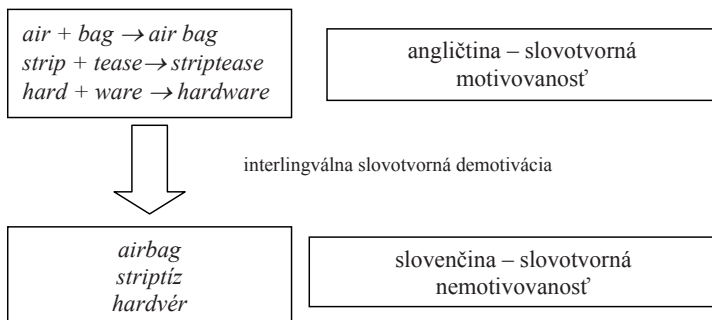 air + bag → air bag
strip + tease → striptease
hard + ware → hardware
angličtina – slovotvorná
motivovanosť
interlingválna slovotvorná demotivácia
airbag
striptíz
hardvér
slovenčina – slovotvorná
nemotivovanosť